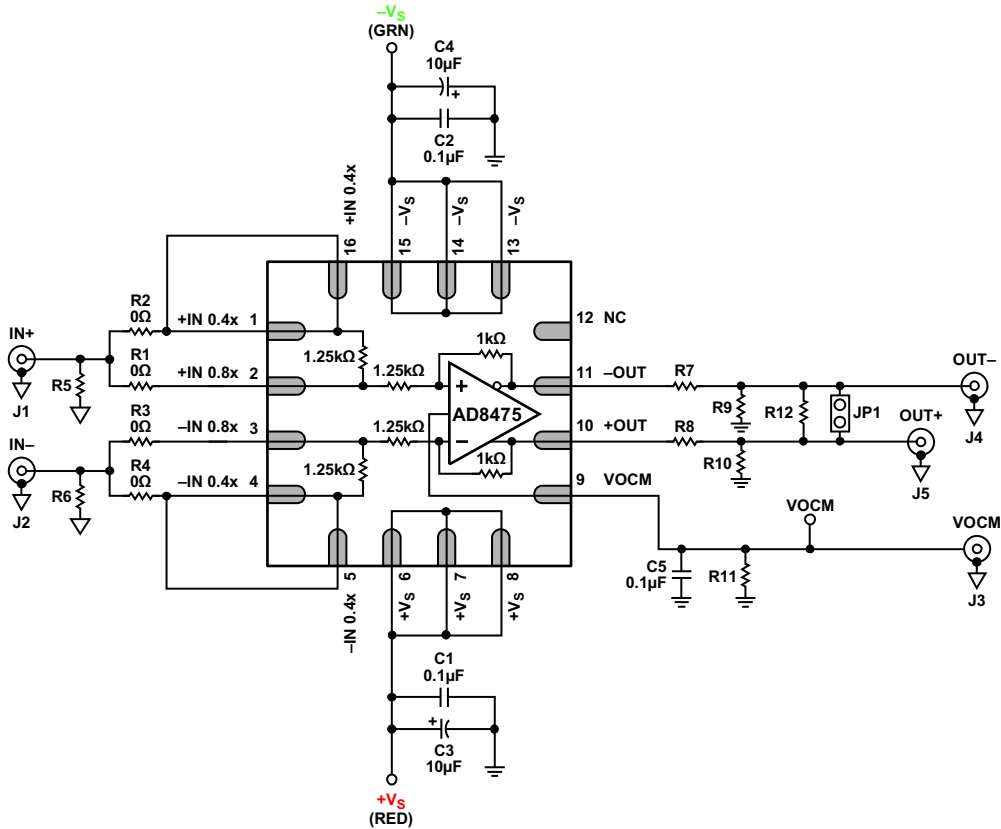 –VS
(GRN)
C4
10µF
+
C2
0.1µF
+IN 0.4x
–VS
–VS
–VS
16
15
14
13
R2
0Ω
+IN 0.4x 1
12 NC
IN+
R1
0Ω
1.25kΩ
1kΩ
+IN 0.8x 2
1.25kΩ
+
11 –OUT
R7
OUT–
R5
J1
AD8475
R9
R12
JP1
J4
IN–
R3
0Ω
–IN 0.8x 3
1.25kΩ
–
10 +OUT
R8
OUT+
R4
0Ω
1.25kΩ
1kΩ
R10
J5
R6
J2
–IN 0.4x 4
9 VOCM
VOCM
VOCM
C5
0.1µF
R11
J3
5
6
7
8
–IN 0.4x
+VS
+VS
+VS
C1
0.1µF
+
C3
10µF
+VS
(RED)